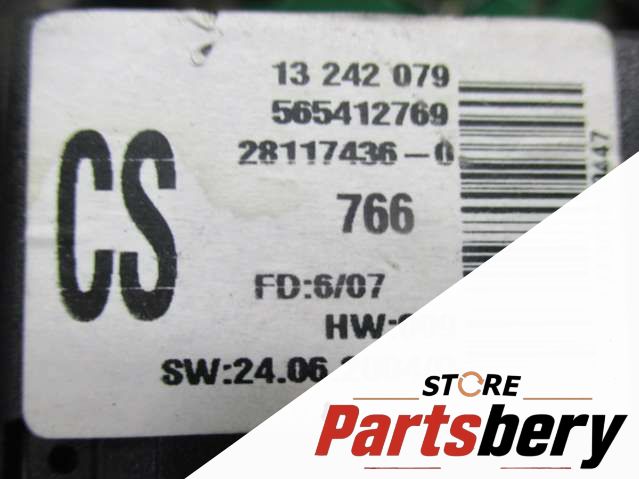 13 242 079
565412769
28117436-0
CS
766
FD:6/07
SW:24.06
STORE
Partsbery